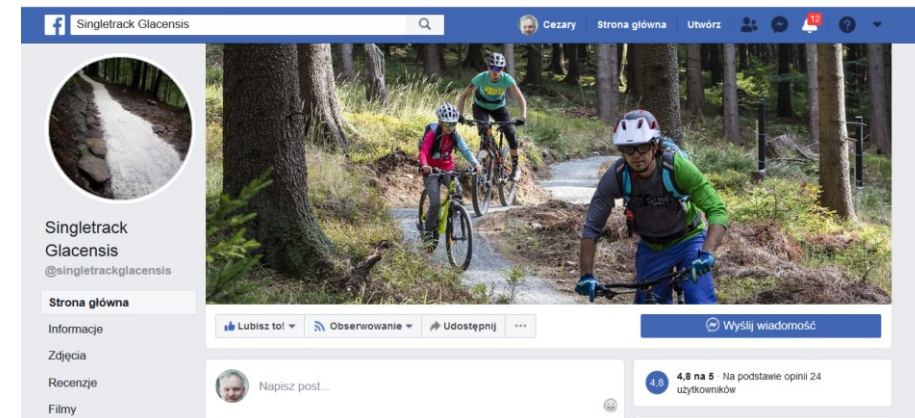 Singletrack Glacensis
Cezary
Strona główna
Utwórz
12
Singletrack
Glacensis
@singletrackglacensis
Strona główna
Informacje
Zdjęcia
Recenzje
Filmy
Lubisz to!
Obserwowanie
Udostępnij
Wyślij wiadomość
Napisz post...
4,8
4,8 na 5 · Na podstawie opinii 24
użytkowników